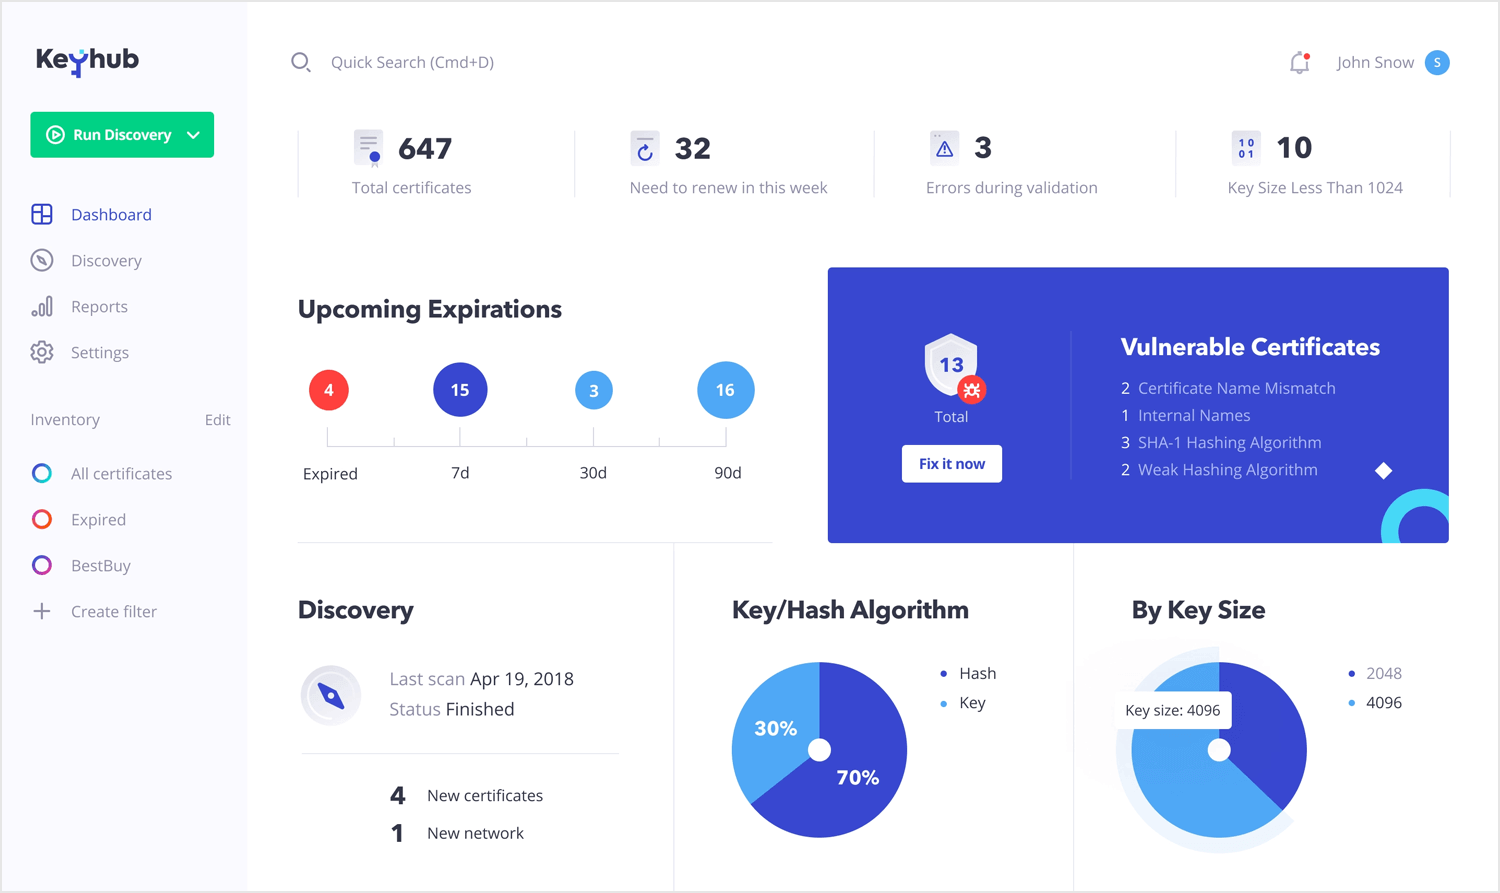 Keyhub
Quick Search (Cmd+D)
John Snow
S
Run Discovery
647
Total certificates
32
Need to renew in this week
3
Errors during validation
10
01
10
Key Size Less Than 1024
Dashboard
Discovery
Reports
Settings
Inventory
Edit
All certificates
Expired
BestBuy
Create filter
Upcoming Expirations
4
15
3
16
Expired
7d
30d
90d
13
Total
Fix it now
Vulnerable Certificates
2 Certificate Name Mismatch
1 Internal Names
3 SHA-1 Hashing Algorithm
2 Weak Hashing Algorithm
Discovery
Last scan Apr 19, 2018
Status Finished
4 New certificates
1 New network
Key/Hash Algorithm
30%
70%
Hash
Key
By Key Size
Key size: 4096
2048
4096